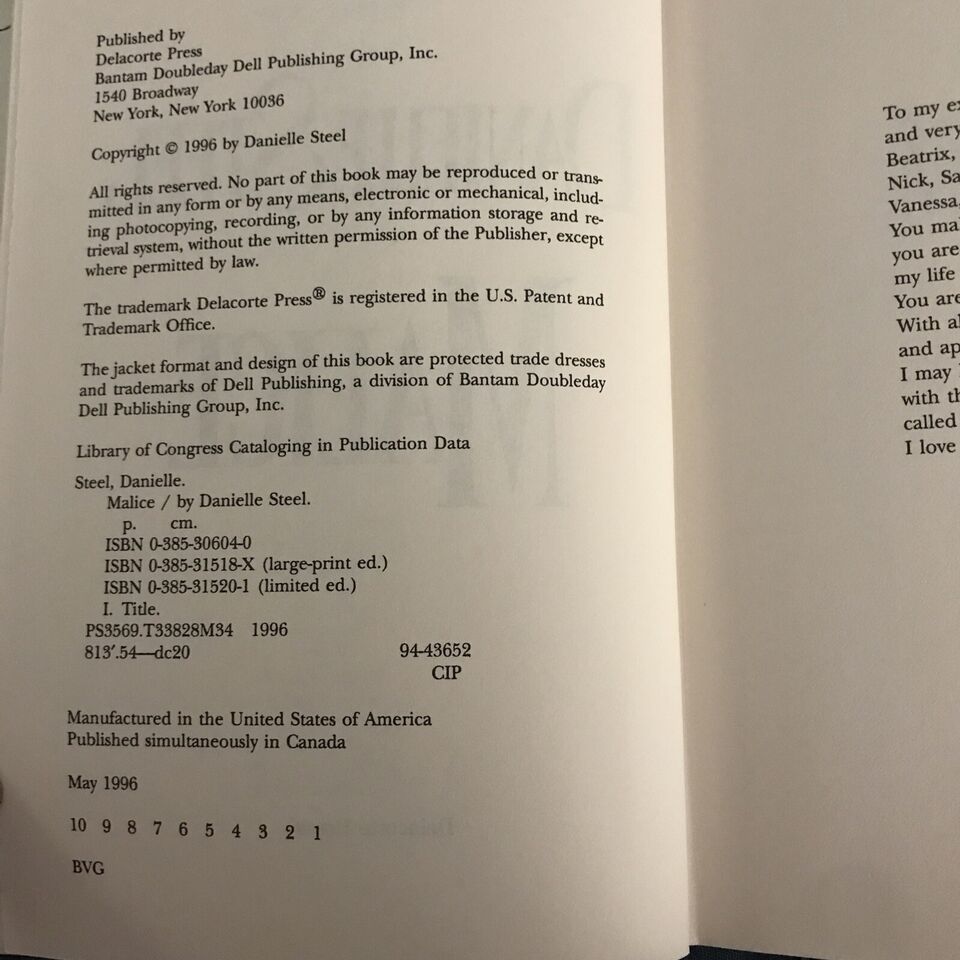 Published by
Delacorte Press
Bantam Doubleday Dell Publishing Group, Inc.
1540 Broadway
New York, New York 10036
Copyright © 1996 by Danielle Steel
All rights reserved. No part of this book may be reproduced or trans-
mitted in any form or by any means, electronic or mechanical, includ-
ing photocopying, recording, or by any information storage and re-
trieval system, without the written permission of the Publisher, except
where permitted by law.
The trademark Delacorte Press® is registered in the U.S. Patent and
Trademark Office.
The jacket format and design of this book are protected trade dresses
and trademarks of Dell Publishing, a division of Bantam Doubleday
Dell Publishing Group, Inc.
Library of Congress Cataloging in Publication Data
Steel, Danielle.
Malice / by Danielle Steel.
p. cm.
ISBN 0-385-30604-0
ISBN 0-385-31518-X (large-print ed.)
ISBN 0-385-31520-1 (limited ed.)
I. Title.
PS3569.T33828M34 1996
813′.54—dc20 94-43652
CIP
Manufactured in the United States of America
Published simultaneously in Canada
May 1996
10 9 8 7 6 5 4 3 2 1
BVG
To my
and very
Beatrix,
Nick,
Vanessa,
You
you are
my life
You are
With
and
I may
with
called
I love